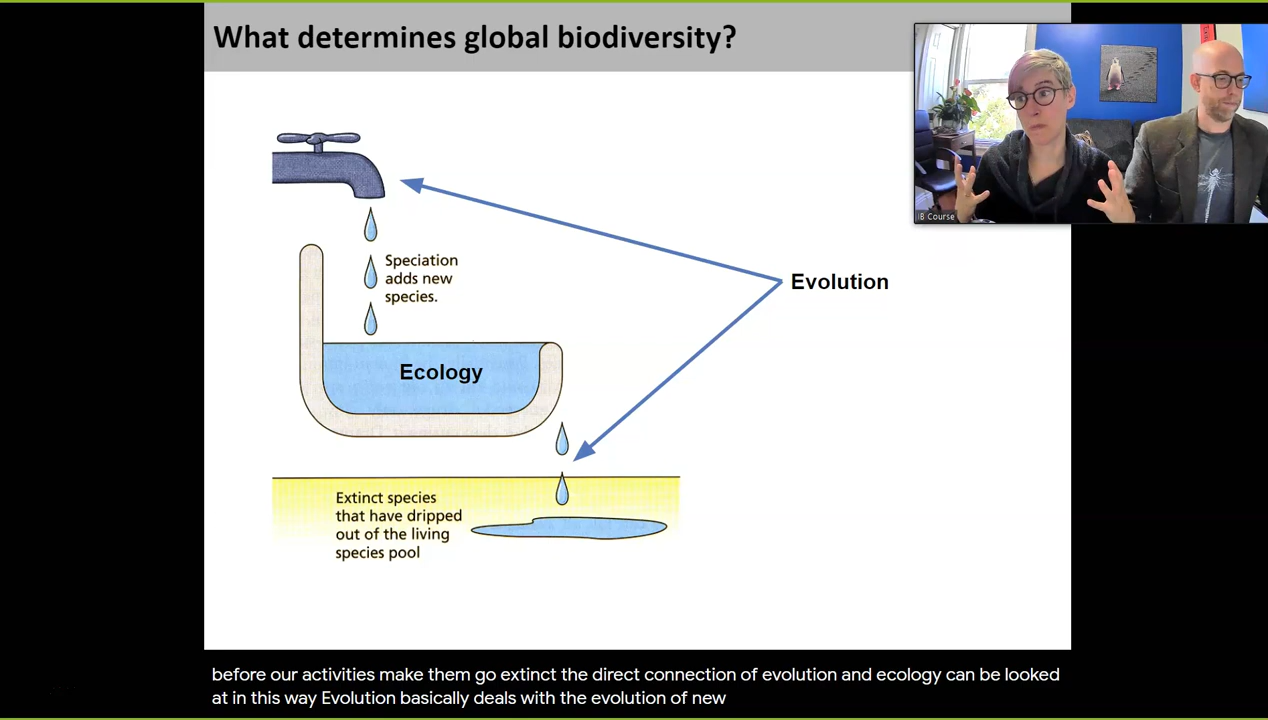 What determines global biodiversity?
IB Course
Speciation
adds new
species.
Evolution
Ecology
Extinct species
that have dripped
out of the living
species pool
before our activities make them go extinct the direct connection of evolution and ecology can be looked
at in this way Evolution basically deals with the evolution of new